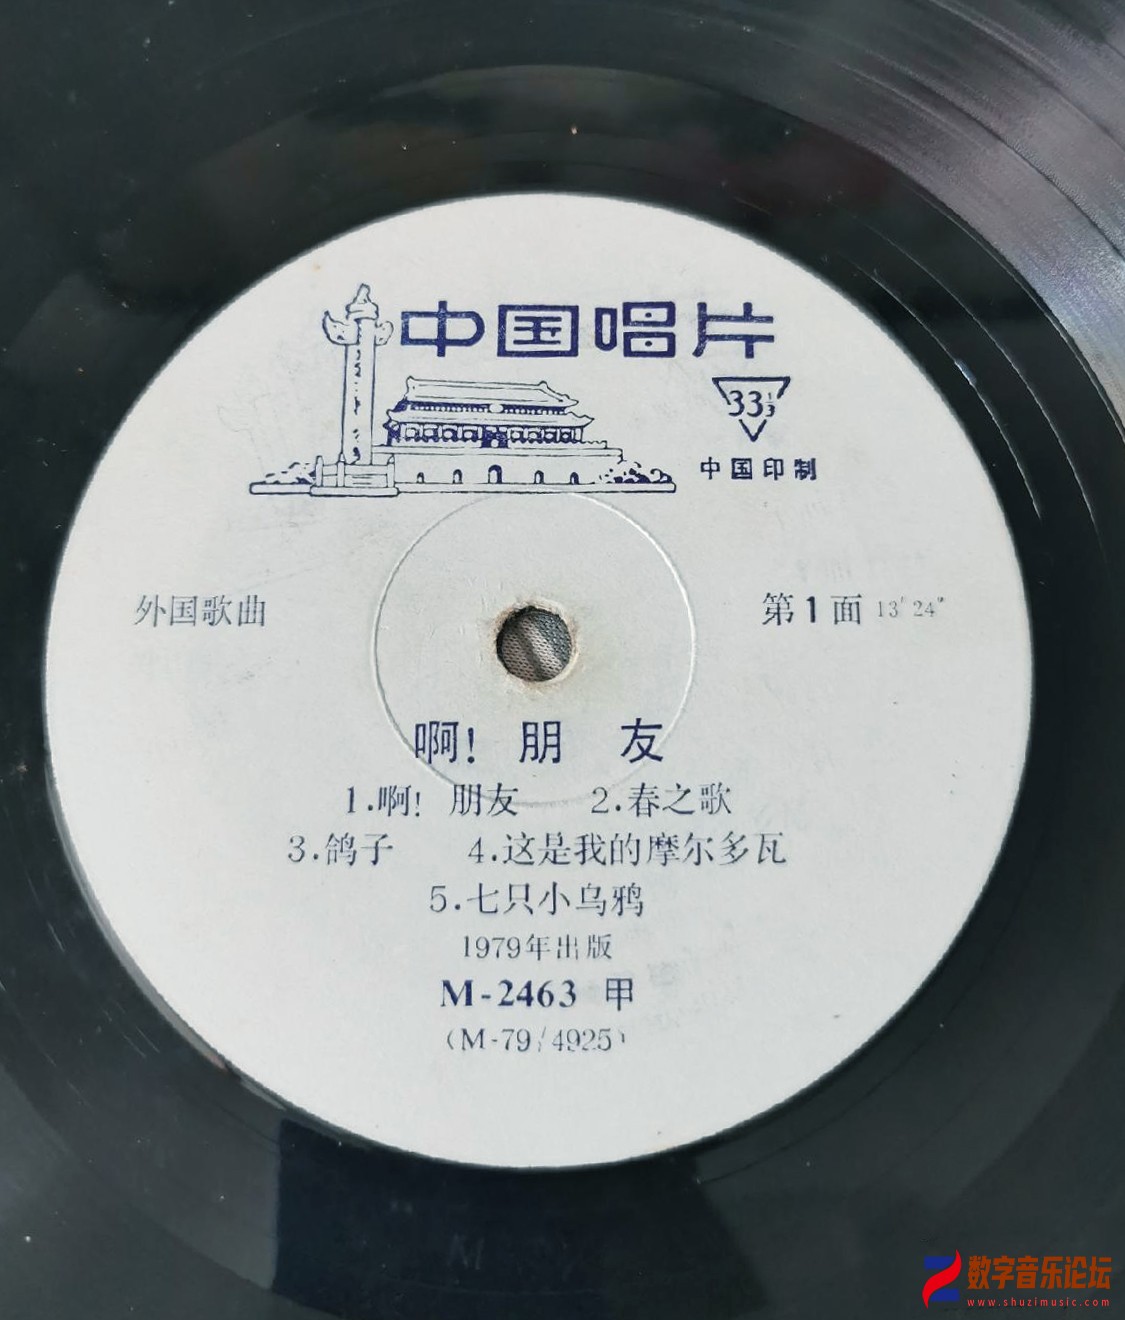 中国唱片
33⅓
中国印制
外国歌曲
第1面 13′24″
啊！朋 友
1.啊！朋友 2.春之歌
3.鸽子 4.这是我的摩尔多瓦
5.七只小乌鸦
1979年出版
M-2463 甲
(M-79/4925)
数字音乐论坛
www.shuzimusic.com